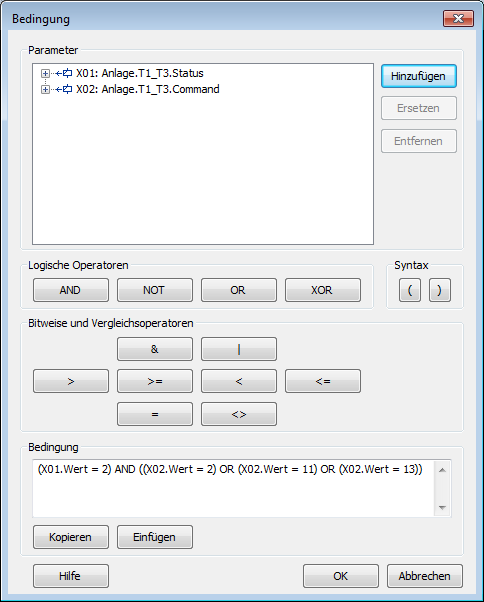 Bedingung
Parameter
X01: Anlage.T1_T3.Status
X02: Anlage.T1_T3.Command
Hinzufügen
Ersetzen
Entfernen
Logische Operatoren
Syntax
AND NOT OR XOR ( )
Bitweise und Vergleichsoperatoren
& |
> >= < <=
= <>
Bedingung
(X01.Wert = 2) AND ((X02.Wert = 2) OR (X02.Wert = 11) OR (X02.Wert = 13))
Kopieren Einfügen
Hilfe OK Abbrechen